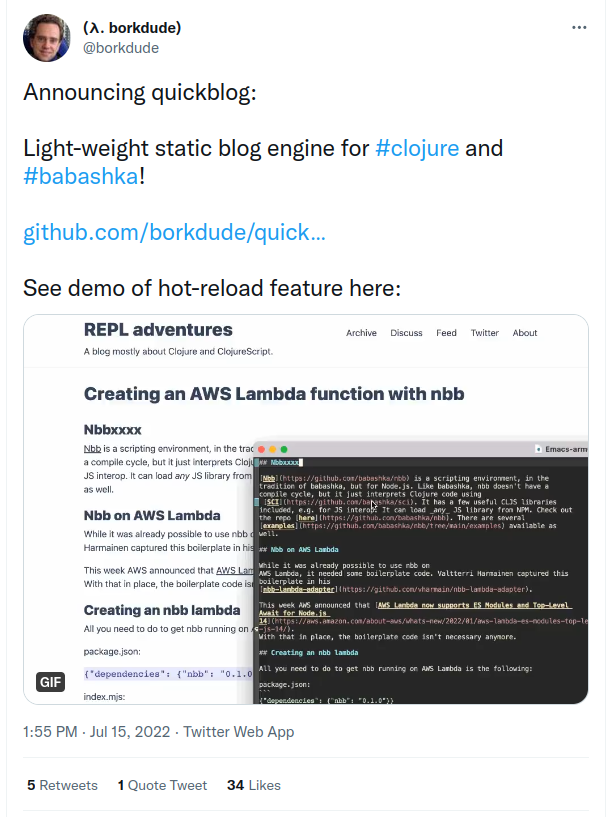 (λ. borkdude)
@borkdude
Announcing quickblog:
Light-weight static blog engine for #clojure and
#babashka!
github.com/borkdude/quick...
See demo of hot-reload feature here:
REPL adventures
A blog mostly about Clojure and ClojureScript.
Archive Discuss Feed Twitter About
Creating an AWS Lambda function with nbb
Nbbxxxx
Nbb is a scripting environment, in the trad
a compile cycle, but it just interprets Cloju
JS interop. It can load any JS library from
as well.
Nbb on AWS Lambda
While it was already possible to use nbb o
Harmainen captured this boilerplate in his
This week AWS announced that AWS Lam
With that in place, the boilerplate code isn
Creating an nbb lambda
All you need to do to get nbb running on A
package.json:
{"dependencies": {"nbb": "0.1.0
index.mjs:
GIF
Emacs-arm
## Nbbxxxx
[Nbb](https://github.com/babashka/nbb) is a scripting environment, in the
tradition of babashka, but for Node.js. Like babashka, nbb doesn't have a
compile cycle, but it just interprets Clojure code using
[SCI](https://github.com/babashka/sci). It has a few useful CLJS libraries
included, e.g. for JS interop. It can load _any_ JS library from NPM. Check out
the repo [here](https://github.com/babashka/nbb). There are several
[examples](https://github.com/babashka/nbb/tree/main/examples) available as
well.
## Nbb on AWS Lambda
While it was already possible to use nbb on
AWS Lambda, it needed some boilerplate code. Valtteri Harmainen captured this
boilerplate in his
[nbb-lambda-adapter](https://github.com/vharmain/nbb-lambda-adapter).
This week AWS announced that [AWS Lambda now supports ES Modules and Top-Level
Await for Node.js
14](https://aws.amazon.com/about-aws/whats-new/2022/01/aws-lambda-es-modules-top-le
-js-14/).
With that in place, the boilerplate code isn't necessary anymore.
## Creating an nbb lambda
All you need to do to get nbb running on AWS Lambda is the following:
package.json:
```
{"dependencies": {"nbb": "0.1.0"}}
1:55 PM · Jul 15, 2022 · Twitter Web App
5 Retweets 1 Quote Tweet 34 Likes